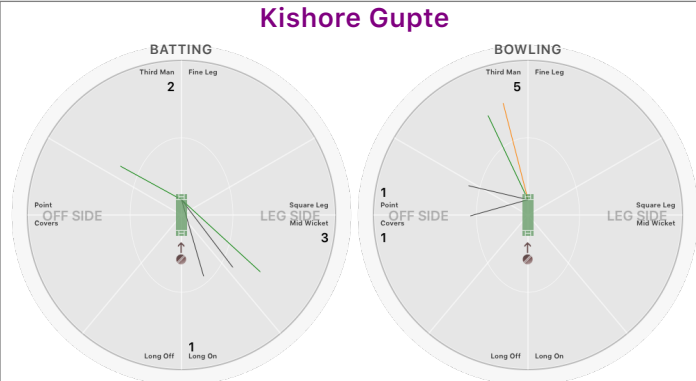 Kishore Gupte
BATTING
Third Man Fine Leg
2
Point
OFF SIDE
Covers
Square Leg
LEG SIDE
Mid Wicket
3
1
Long Off Long On
BOWLING
Third Man Fine Leg
5
1
Point
OFF SIDE
Covers
1
Square Leg
LEG SIDE
Mid Wicket
Long Off Long On